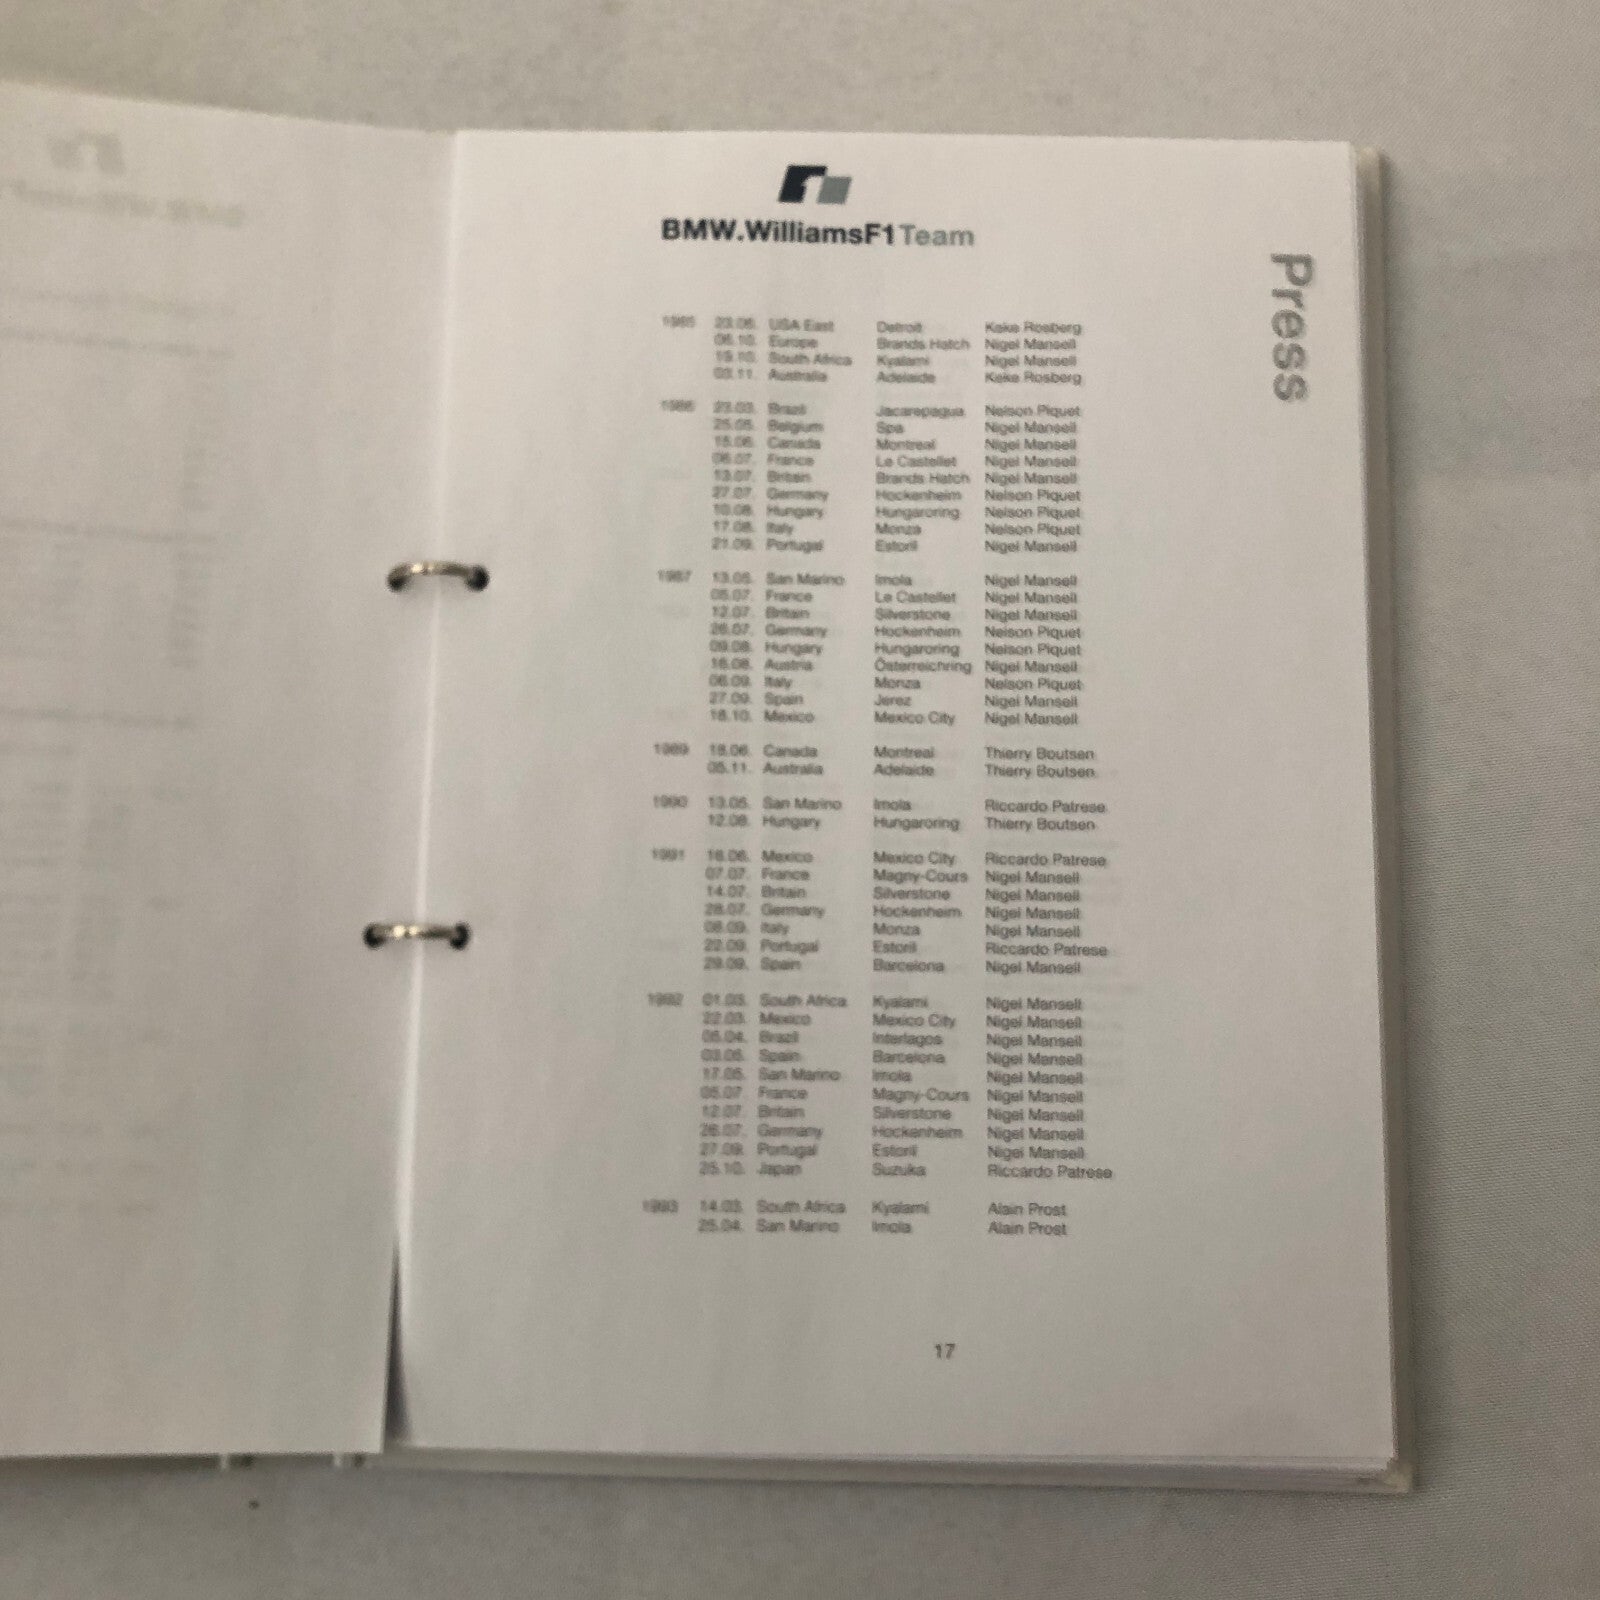 BMW.WilliamsF1Team
Press
1985 23.06. USA East Detroit Keke Rosberg
06.10. Europe Brands Hatch Nigel Mansell
19.10. South Africa Kyalami Nigel Mansell
03.11. Australia Adelaide Keke Rosberg
1986 23.03. Brazil Jacarepagua Nelson Piquet
25.05. Belgium Spa Nigel Mansell
15.06. Canada Montreal Nigel Mansell
06.07. France Le Castellet Nigel Mansell
13.07. Britain Brands Hatch Nigel Mansell
27.07. Germany Hockenheim Nelson Piquet
10.08. Hungary Hungaroring Nelson Piquet
17.08. Italy Monza Nelson Piquet
21.09. Portugal Estoril Nigel Mansell
1987 13.05. San Marino Imola Nigel Mansell
05.07. France Le Castellet Nigel Mansell
12.07. Britain Silverstone Nigel Mansell
26.07. Germany Hockenheim Nelson Piquet
09.08. Hungary Hungaroring Nelson Piquet
16.08. Austria Österreichring Nigel Mansell
06.09. Italy Monza Nelson Piquet
27.09. Spain Jerez Nigel Mansell
18.10. Mexico Mexico City Nigel Mansell
1989 18.06. Canada Montreal Thierry Boutsen
05.11. Australia Adelaide Thierry Boutsen
1990 13.05. San Marino Imola Riccardo Patrese
12.08. Hungary Hungaroring Thierry Boutsen
1991 16.06. Mexico Mexico City Riccardo Patrese
07.07. France Magny-Cours Nigel Mansell
14.07. Britain Silverstone Nigel Mansell
28.07. Germany Hockenheim Nigel Mansell
08.09. Italy Monza Nigel Mansell
22.09. Portugal Estoril Riccardo Patrese
29.09. Spain Barcelona Nigel Mansell
1992 01.03. South Africa Kyalami Nigel Mansell
22.03. Mexico Mexico City Nigel Mansell
05.04. Brazil Interlagos Nigel Mansell
03.05. Spain Barcelona Nigel Mansell
17.05. San Marino Imola Nigel Mansell
05.07. France Magny-Cours Nigel Mansell
12.07. Britain Silverstone Nigel Mansell
26.07. Germany Hockenheim Nigel Mansell
27.09. Portugal Estoril Nigel Mansell
25.10. Japan Suzuka Riccardo Patrese
1993 14.03. South Africa Kyalami Alain Prost
25.04. San Marino Imola Alain Prost
17